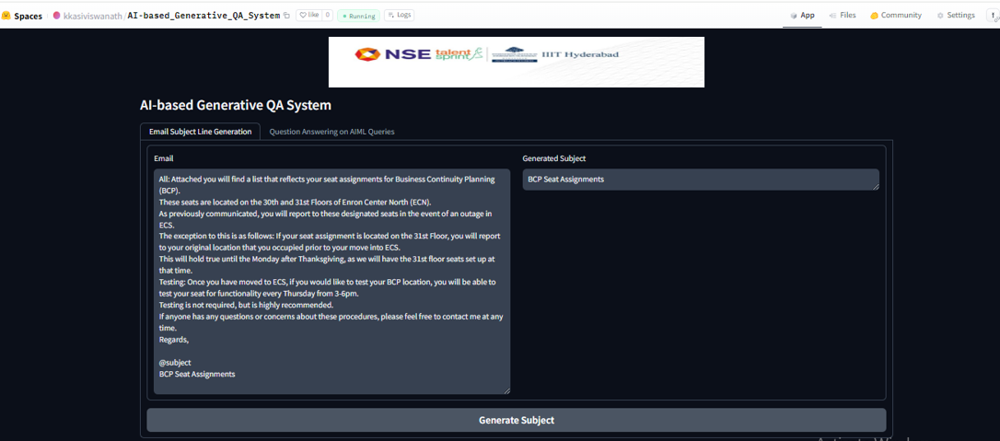 Spaces kkasiviswanath/AI-based_Generative_QA_System like 0 Running Logs App Files Community Settings
NSE talent sprint IIIT Hyderabad
AI-based Generative QA System
Email Subject Line Generation Question Answering on AIML Queries
Email
All: Attached you will find a list that reflects your seat assignments for Business Continuity Planning
(BCP).
These seats are located on the 30th and 31st Floors of Enron Center North (ECN).
As previously communicated, you will report to these designated seats in the event of an outage in
ECS.
The exception to this is as follows: If your seat assignment is located on the 31st Floor, you will report
to your original location that you occupied prior to your move into ECS.
This will hold true until the Monday after Thanksgiving, as we will have the 31st floor seats set up at
that time.
Testing: Once you have moved to ECS, if you would like to test your BCP location, you will be able to
test your seat for functionality every Thursday from 3-6pm.
Testing is not required, but is highly recommended.
If anyone has any questions or concerns about these procedures, please feel free to contact me at any
time.
Regards,
@subject
BCP Seat Assignments
Generated Subject
BCP Seat Assignments
Generate Subject